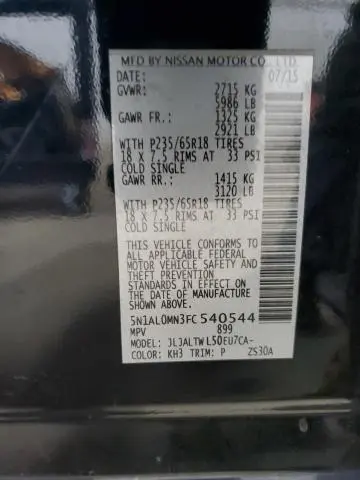 MFD BY NISSAN MOTOR CO., LTD.
DATE: 07/15
GVWR: 2715 KG
5986 LB
GAWR FR.: 1325 KG
2921 LB
WITH P235/65R18 TIRES
18 X 7.5 RIMS AT 33 PSI
COLD SINGLE
GAWR RR.: 1415 KG
3120 LB
WITH P235/65R18 TIRES
18 X 7.5 RIMS AT 33 PSI
COLD SINGLE
THIS VEHICLE CONFORMS TO
ALL APPLICABLE FEDERAL
MOTOR VEHICLE SAFETY AND
THEFT PREVENTION
STANDARDS IN EFFECT ON
THE DATE OF MANUFACTURE
SHOWN ABOVE.
5N1AL0MN3FC540544
MPV 899
MODEL: JLJALTWL50EU7CA-
COLOR: KH3 TRIM: P ZS30A